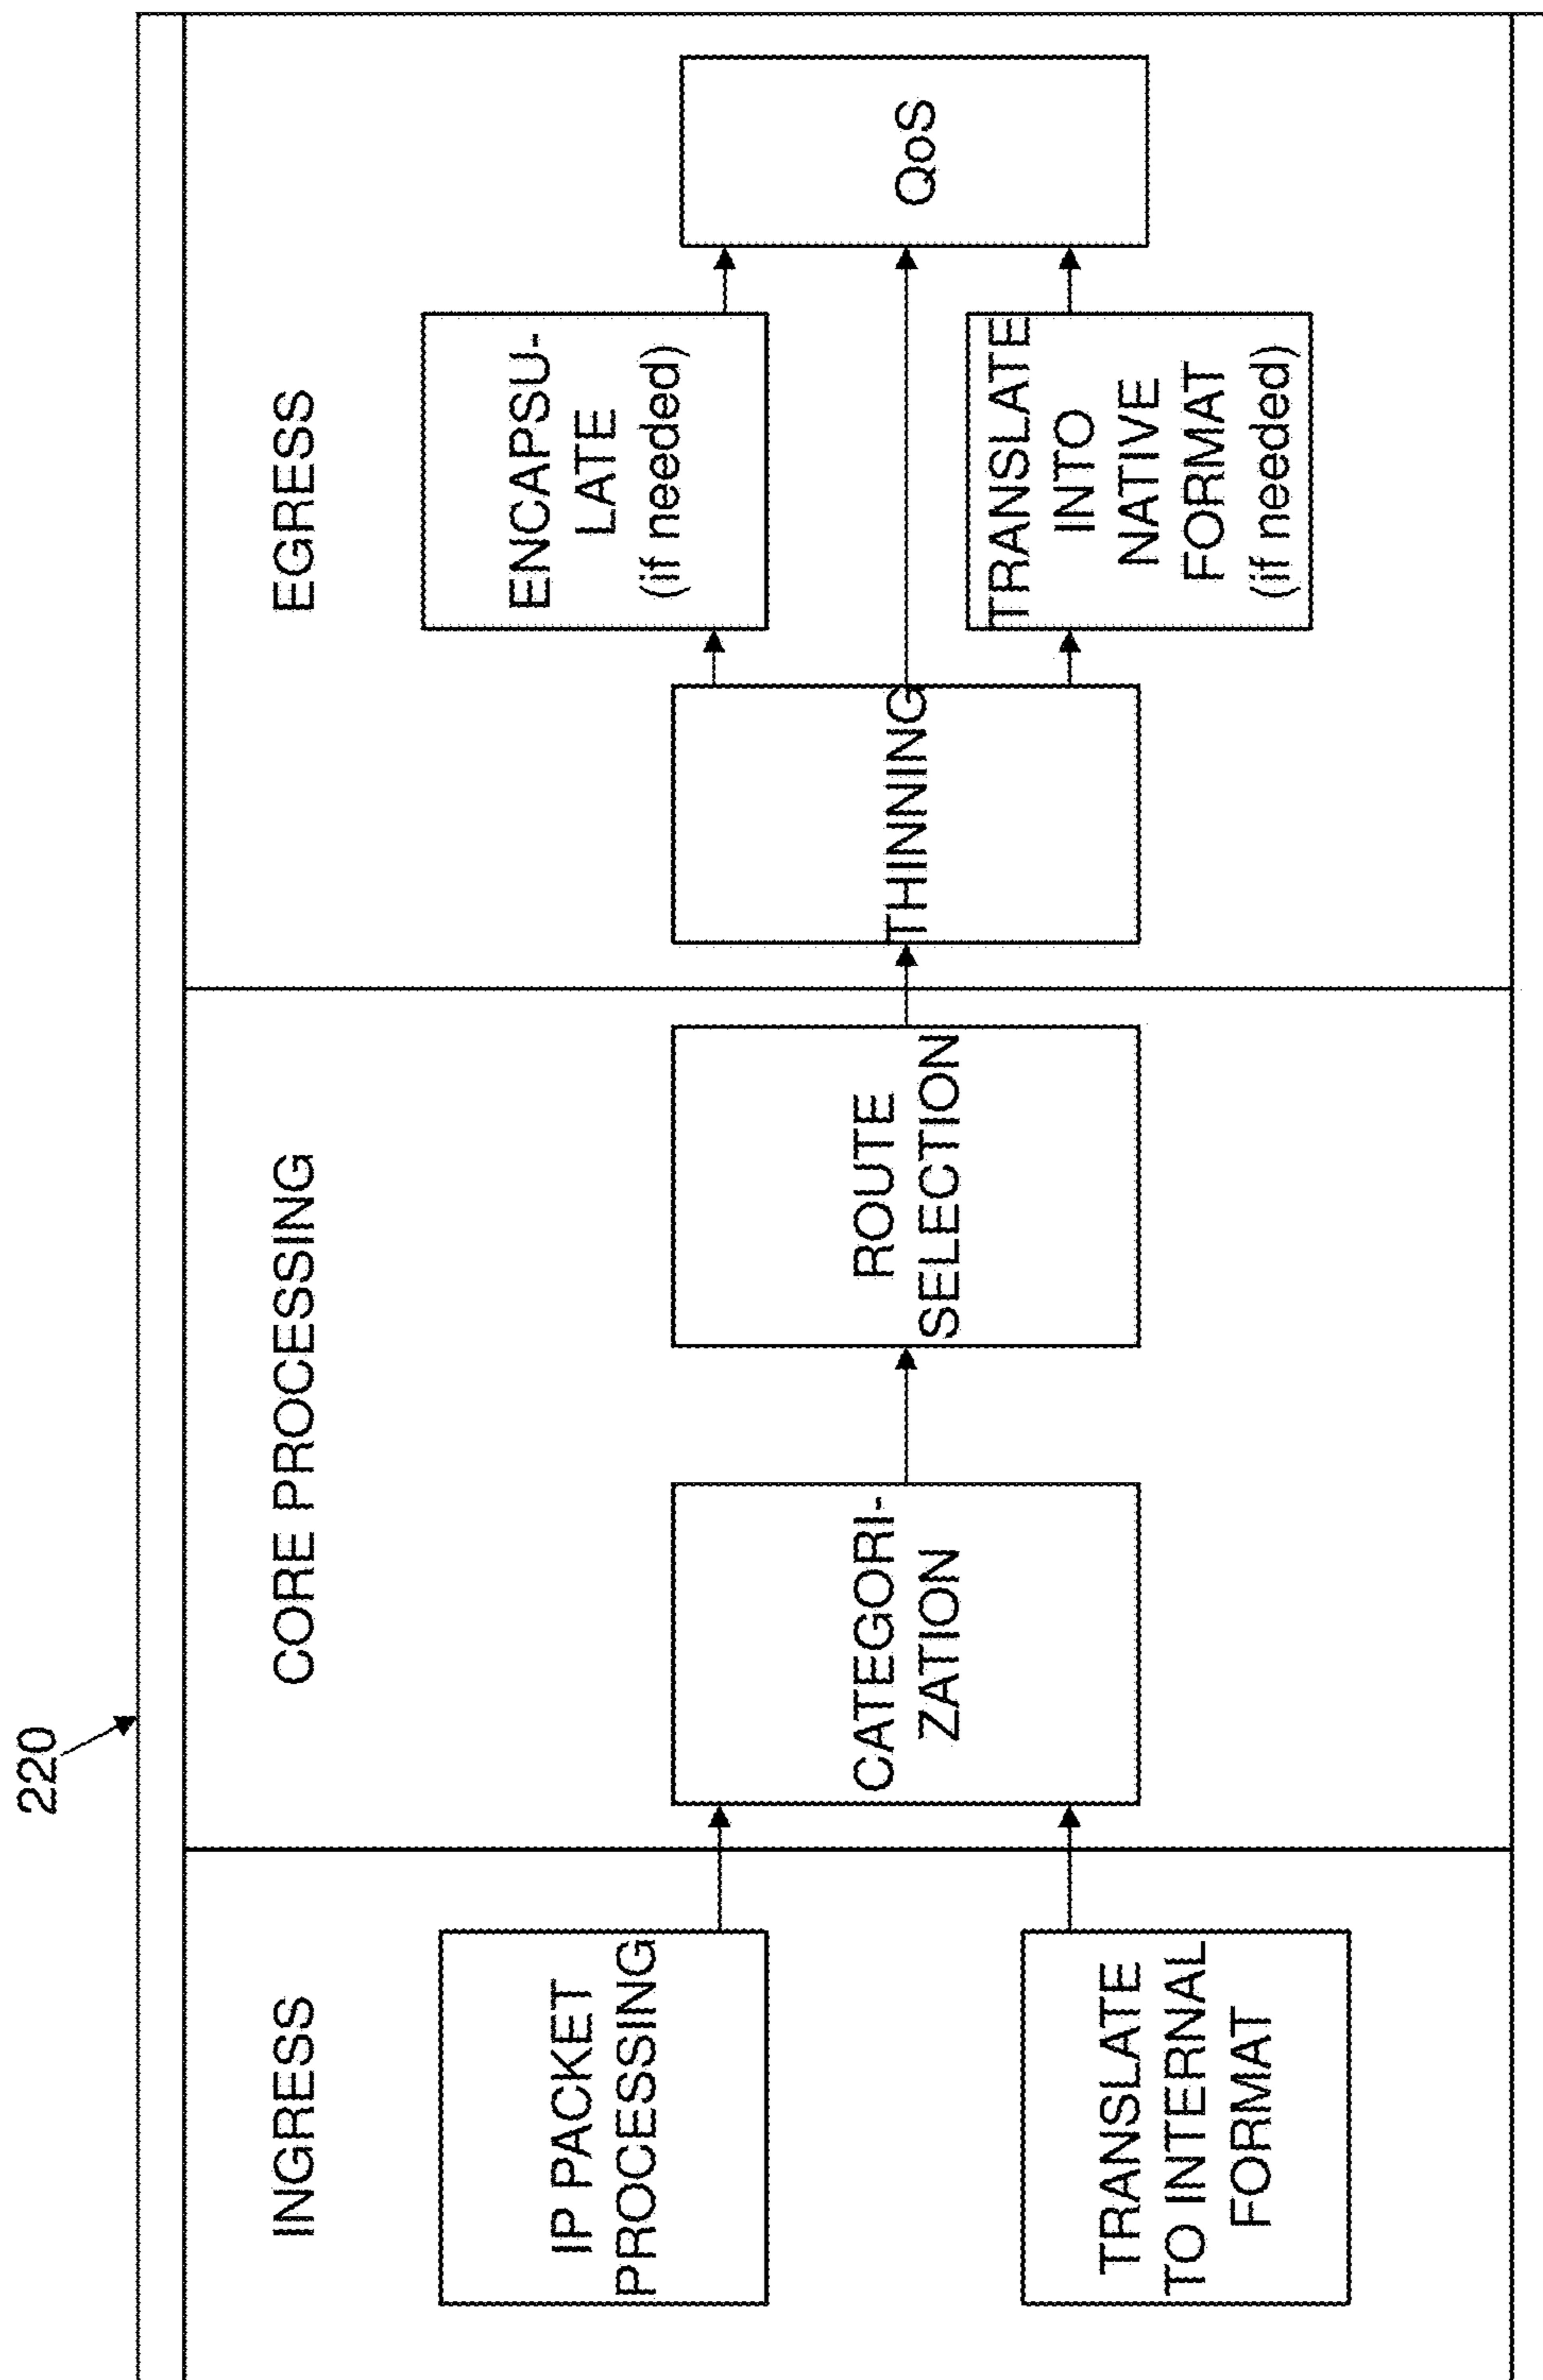 220
INGRESS
IP PACKET
PROCESSING
TRANSLATE
TO INTERNAL
FORMAT
CORE PROCESSING
CATEGORI-
ZATION
ROUTE
SELECTION
EGRESS
THINNING
ENCAPSU-
LATE
(if needed)
TRANSLATE
INTO
NATIVE
FORMAT
(if needed)
QoS